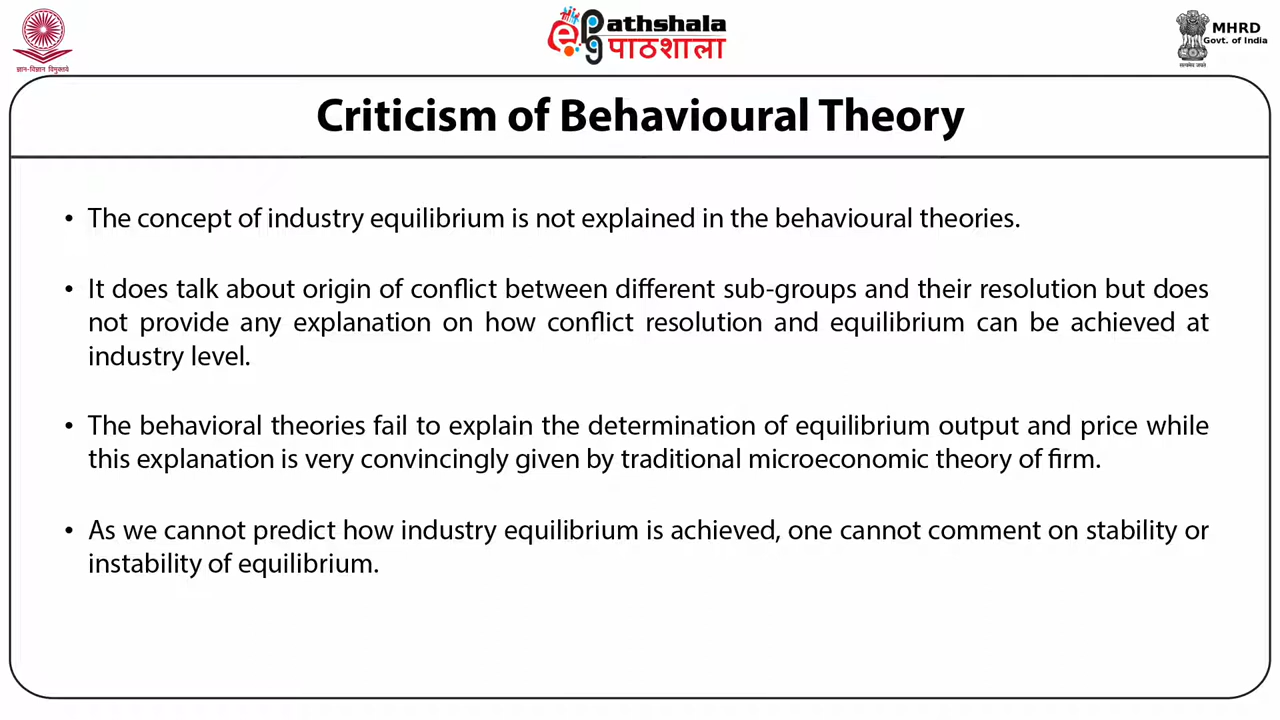 ज्ञान-विज्ञान विमुक्तये
epg Pathshala
पाठशाला
MHRD
Govt. of India
सत्यमेव जयते
Criticism of Behavioural Theory
• The concept of industry equilibrium is not explained in the behavioural theories.
• It does talk about origin of conflict between different sub-groups and their resolution but does
not provide any explanation on how conflict resolution and equilibrium can be achieved at
industry level.
• The behavioral theories fail to explain the determination of equilibrium output and price while
this explanation is very convincingly given by traditional microeconomic theory of firm.
• As we cannot predict how industry equilibrium is achieved, one cannot comment on stability or
instability of equilibrium.